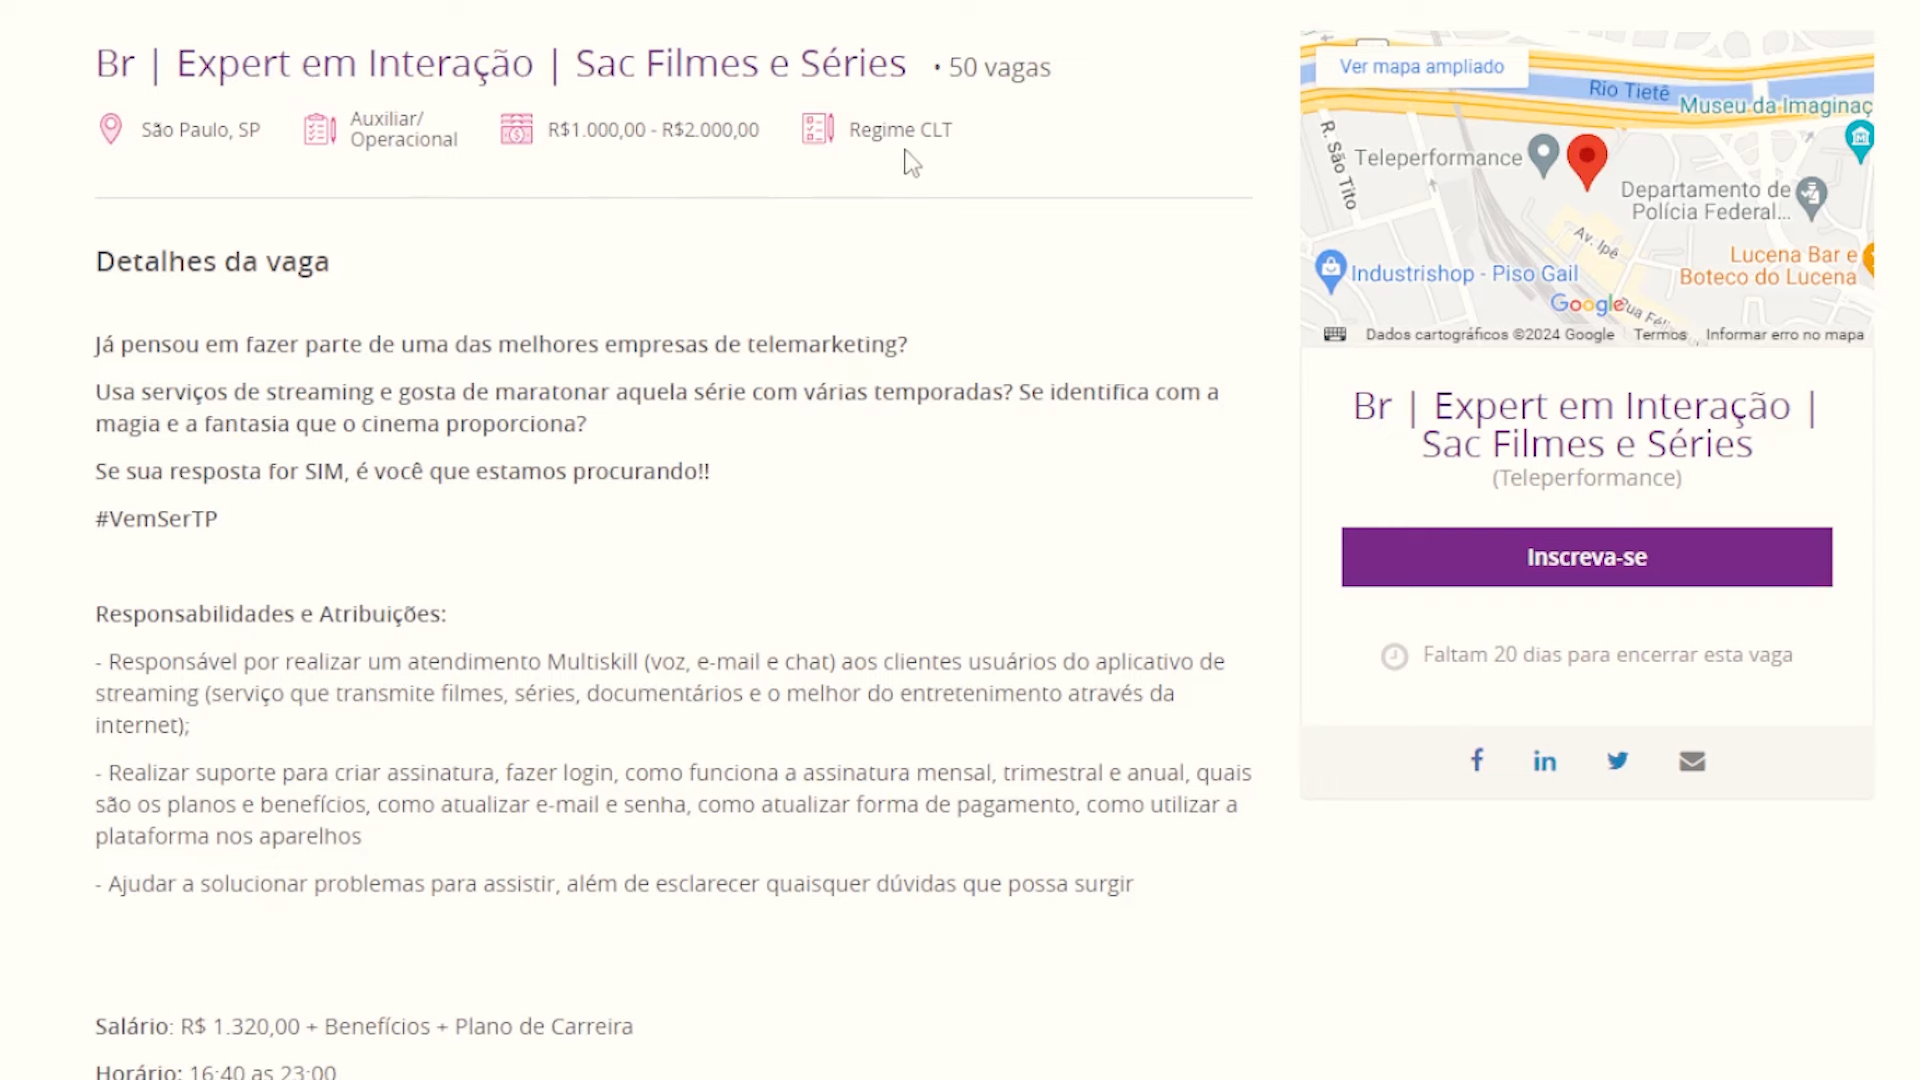 Br | Expert em Interação | Sac Filmes e Séries • 50 vagas
São Paulo, SP
Auxiliar/
Operacional
R$1.000,00 - R$2.000,00
Regime CLT
Detalhes da vaga
Já pensou em fazer parte de uma das melhores empresas de telemarketing?
Usa serviços de streaming e gosta de maratonar aquela série com várias temporadas? Se identifica com a
magia e a fantasia que o cinema proporciona?
Se sua resposta for SIM, é você que estamos procurando!!
#VemSerTP
Responsabilidades e Atribuições:
- Responsável por realizar um atendimento Multiskill (voz, e-mail e chat) aos clientes usuários do aplicativo de
streaming (serviço que transmite filmes, séries, documentários e o melhor do entretenimento através da
internet);
- Realizar suporte para criar assinatura, fazer login, como funciona a assinatura mensal, trimestral e anual, quais
são os planos e benefícios, como atualizar e-mail e senha, como atualizar forma de pagamento, como utilizar a
plataforma nos aparelhos
- Ajudar a solucionar problemas para assistir, além de esclarecer quaisquer dúvidas que possa surgir
Salário: R$ 1.320,00 + Benefícios + Plano de Carreira
Horário: 16:40 as 23:00
Ver mapa ampliado
Rio Tietê
Museu da Imaginaç
R. São Tito
Teleperformance
Departamento de
Polícia Federal...
Av. Ipê
Lucena Bar e
Boteco do Lucena
Industrishop - Piso Gail
Google
Rua Féli
Dados cartográficos ©2024 Google
Termos
Informar erro no mapa
Br | Expert em Interação |
Sac Filmes e Séries
(Teleperformance)
Inscreva-se
Faltam 20 dias para encerrar esta vaga